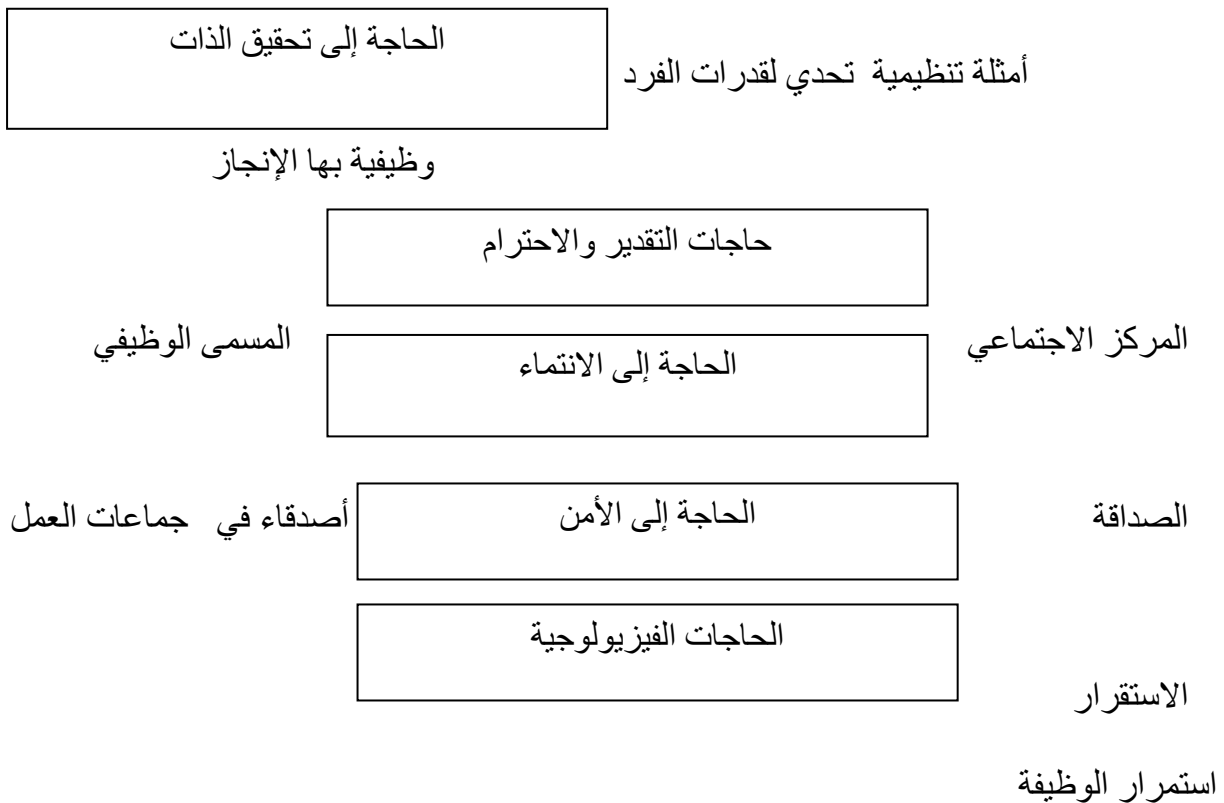 الحاجة إلى تحقيق الذات
أمثلة تنظيمية تحدي لقدرات الفرد
وظيفية بها الإنجاز
حاجات التقدير والاحترام
المركز الاجتماعي
المسمى الوظيفي
الحاجة إلى الانتماء
الصداقة
الحاجة إلى الأمن
أصدقاء في جماعات العمل
الحاجات الفيزيولوجية
الاستقرار
استمرار الوظيفة